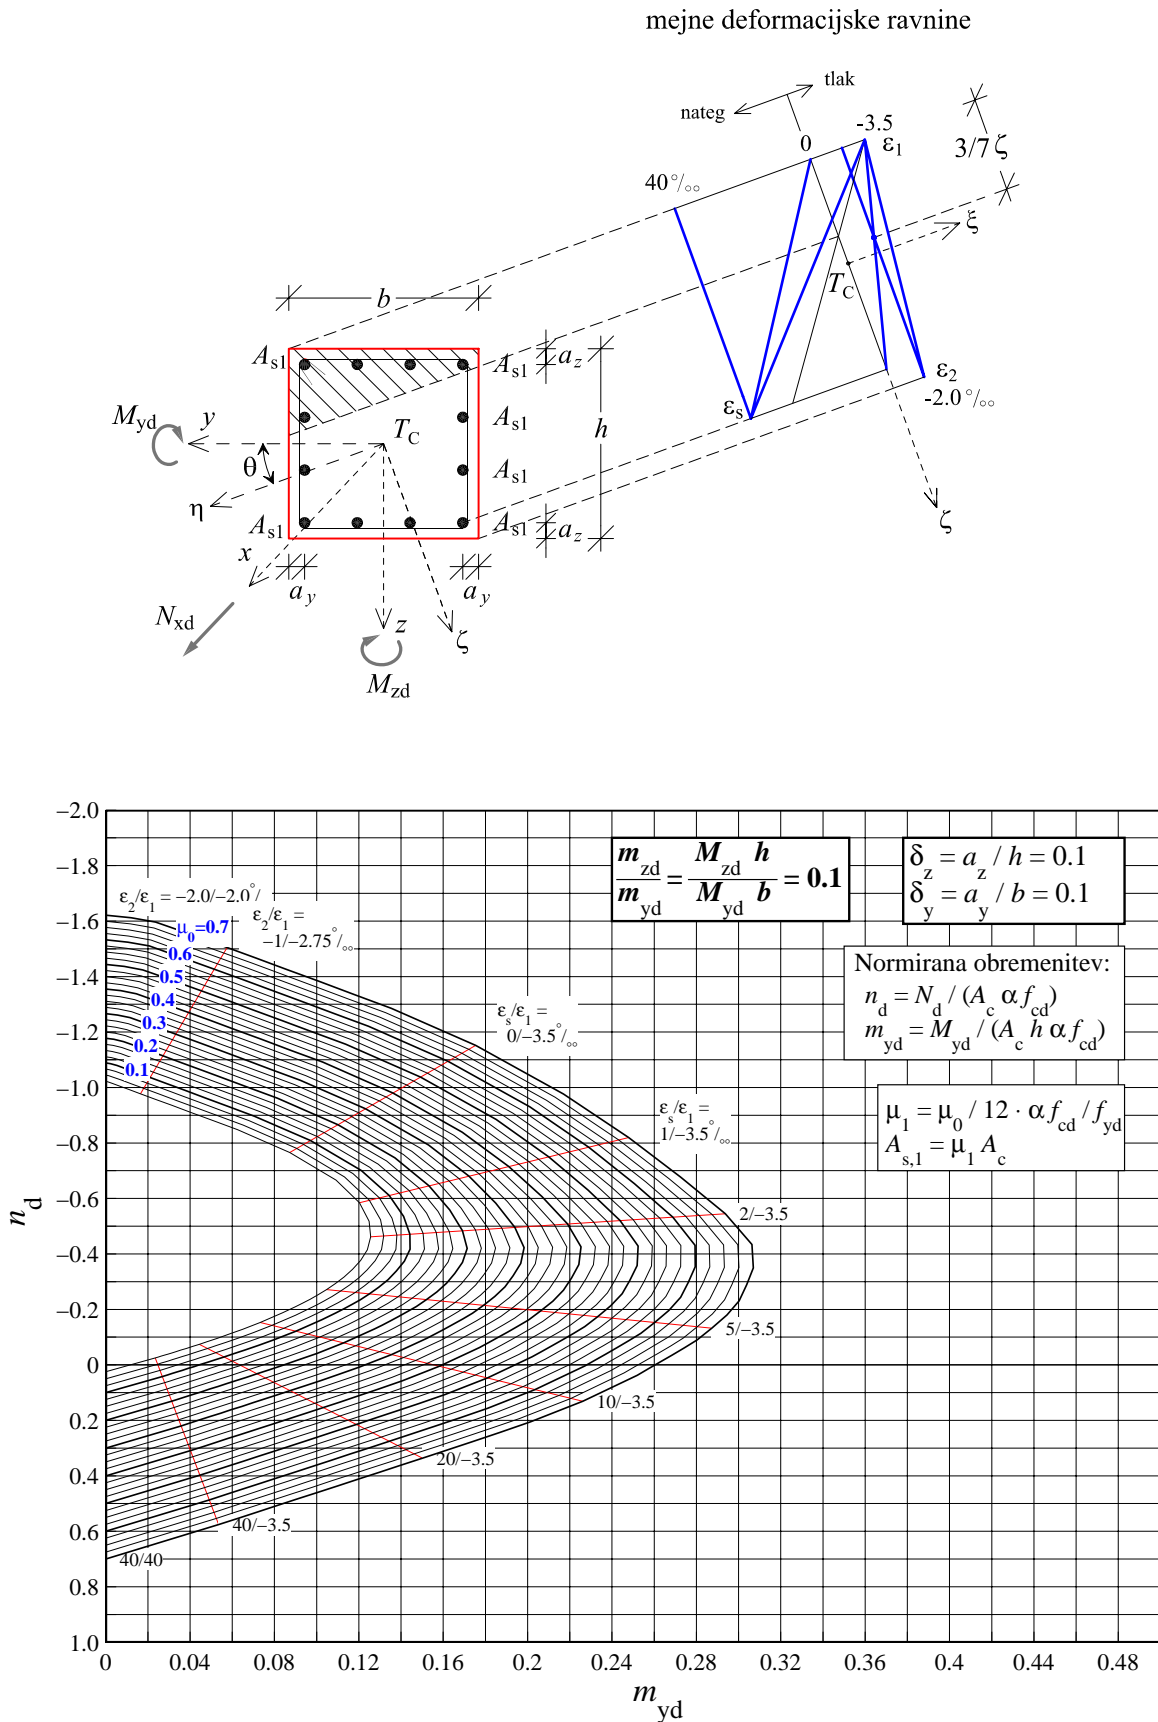 mejne deformacijske ravnine
tlak
nateg
-3.5
0
ε1
3/7 ζ
40°/oo
ξ
TC
b
As1
As1
az
Myd
y
As1
TC
h
εs
ε2
-2.0°/oo
θ
η
As1
As1
As1
az
ζ
x
ay
ay
Nxd
z
ζ
Mzd
mzd / myd = Mzd h / Myd b = 0.1
δz = az / h = 0.1
δy = ay / b = 0.1
Normirana obremenitev:
nd = Nd / (Ac α fcd)
myd = Myd / (Ac h α fcd)
μ1 = μ0 / 12 · α fcd / fyd
As,1 = μ1 Ac
ε2/ε1 = −2.0/−2.0°/
ε2/ε1 =
−1/−2.75°/oo
μ0=0.7
0.6
0.5
0.4
0.3
0.2
0.1
εs/ε1 =
0/−3.5°/oo
εs/ε1 =
1/−3.5°/oo
2/−3.5
5/−3.5
10/−3.5
20/−3.5
40/−3.5
40/40
−2.0
−1.8
−1.6
−1.4
−1.2
−1.0
−0.8
−0.6
−0.4
−0.2
0
0.2
0.4
0.6
0.8
1.0
nd
0 0.04 0.08 0.12 0.16 0.2 0.24 0.28 0.32 0.36 0.4 0.44 0.48
myd